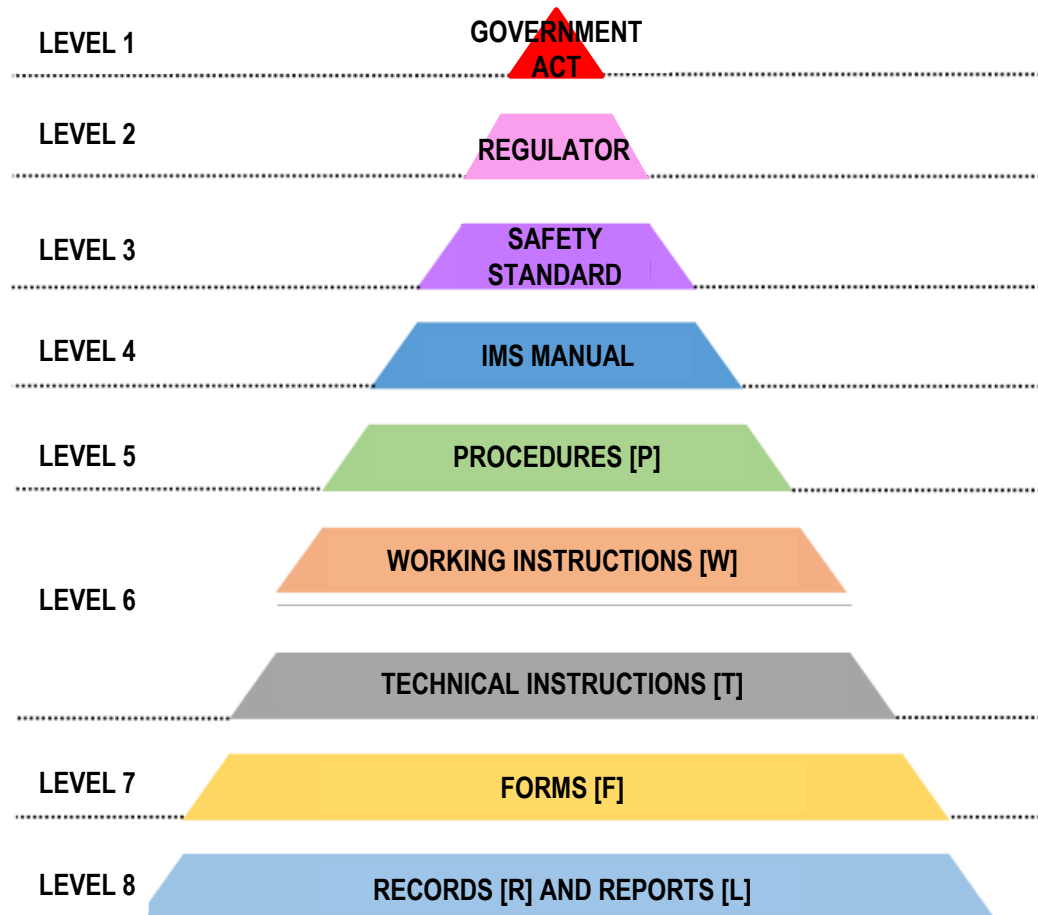 LEVEL 1
GOVERNMENT
ACT
LEVEL 2
REGULATOR
LEVEL 3
SAFETY
STANDARD
LEVEL 4
IMS MANUAL
LEVEL 5
PROCEDURES [P]
LEVEL 6
WORKING INSTRUCTIONS [W]
TECHNICAL INSTRUCTIONS [T]
LEVEL 7
FORMS [F]
LEVEL 8
RECORDS [R] AND REPORTS [L]